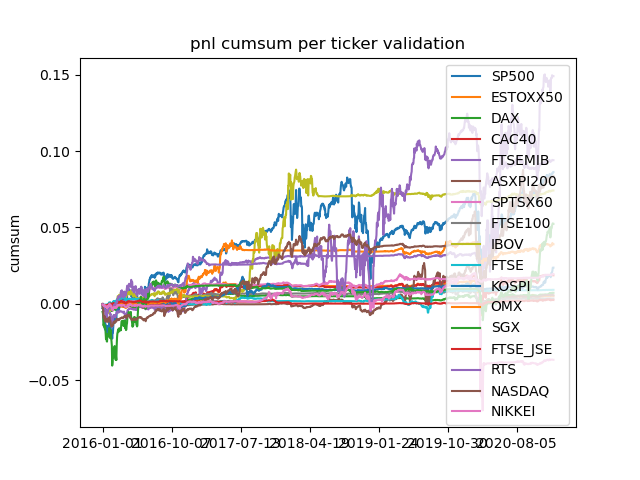 pnl cumsum per ticker validation
cumsum
0.15
0.10
0.05
0.00
−0.05
2016-01-01
2016-10-07
2017-07-13
2018-04-19
2019-01-24
2019-10-30
2020-08-05
SP500
ESTOXX50
DAX
CAC40
FTSEMIB
ASXPI200
SPTSX60
FTSE100
IBOV
FTSE
KOSPI
OMX
SGX
FTSE_JSE
RTS
NASDAQ
NIKKEI